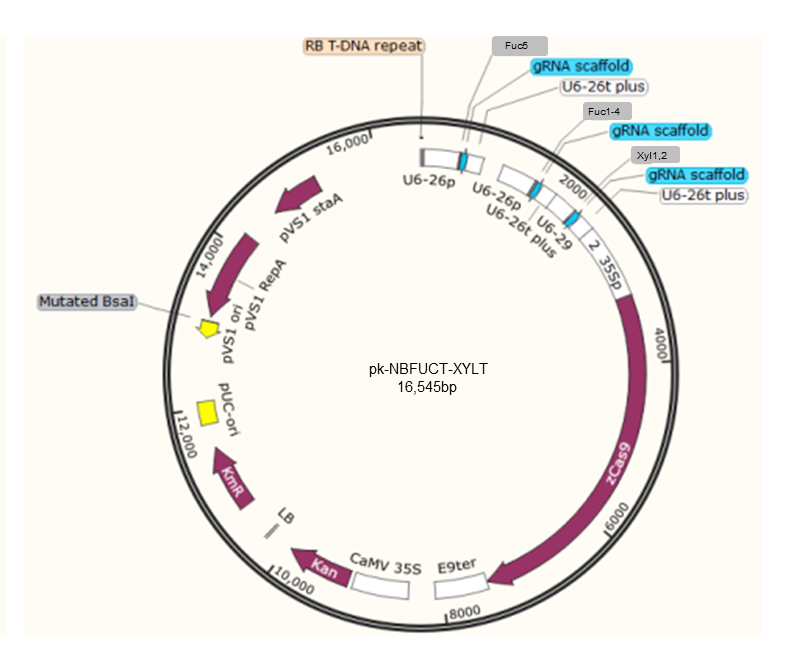 RB T-DNA repeat
Fuc5
gRNA scaffold
U6-26t plus
Fuc1-4
gRNA scaffold
Xyl1,2
gRNA scaffold
U6-26t plus
16,000
U6-26p
U6-26p
U6-26t plus
U6-29
2000
2 35Sp
pVS1 staA
14,000
pVS1 RepA
Mutated BsaI
pVS1 ori
4000
pk-NBFUCT-XYLT
16,545bp
pUC-ori
12,000
KmR
zCas9
LB
6000
Kan
CaMV 35S
E9ter
10,000
8000